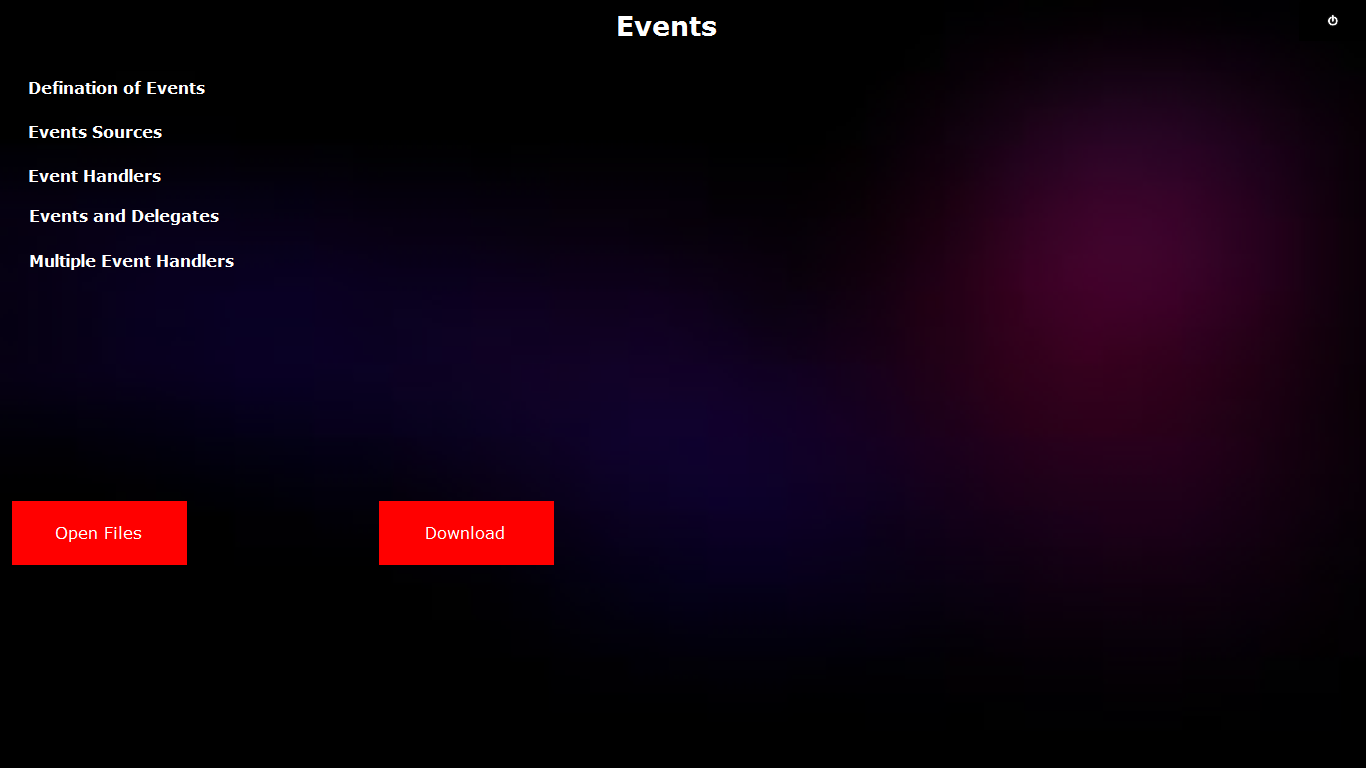 Events
Defination of Events
Events Sources
Event Handlers
Events and Delegates
Multiple Event Handlers
Open Files
Download